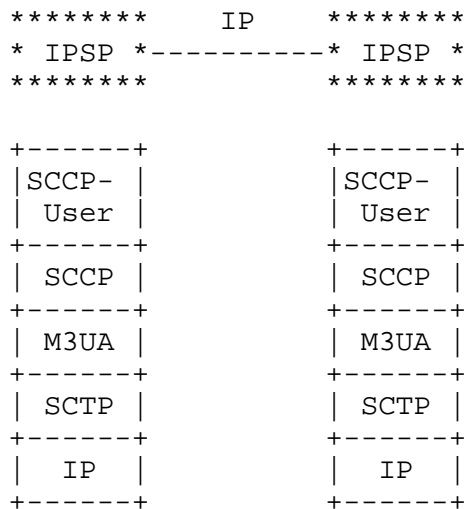 ********   IP   ********
* IPSP *----------* IPSP *
********          ********
+------+          +------+
|SCCP- |          |SCCP- |
| User |          | User |
+------+          +------+
| SCCP |          | SCCP |
+------+          +------+
| M3UA |          | M3UA |
+------+          +------+
| SCTP |          | SCTP |
+------+          +------+
|  IP  |          |  IP  |
+------+          +------+